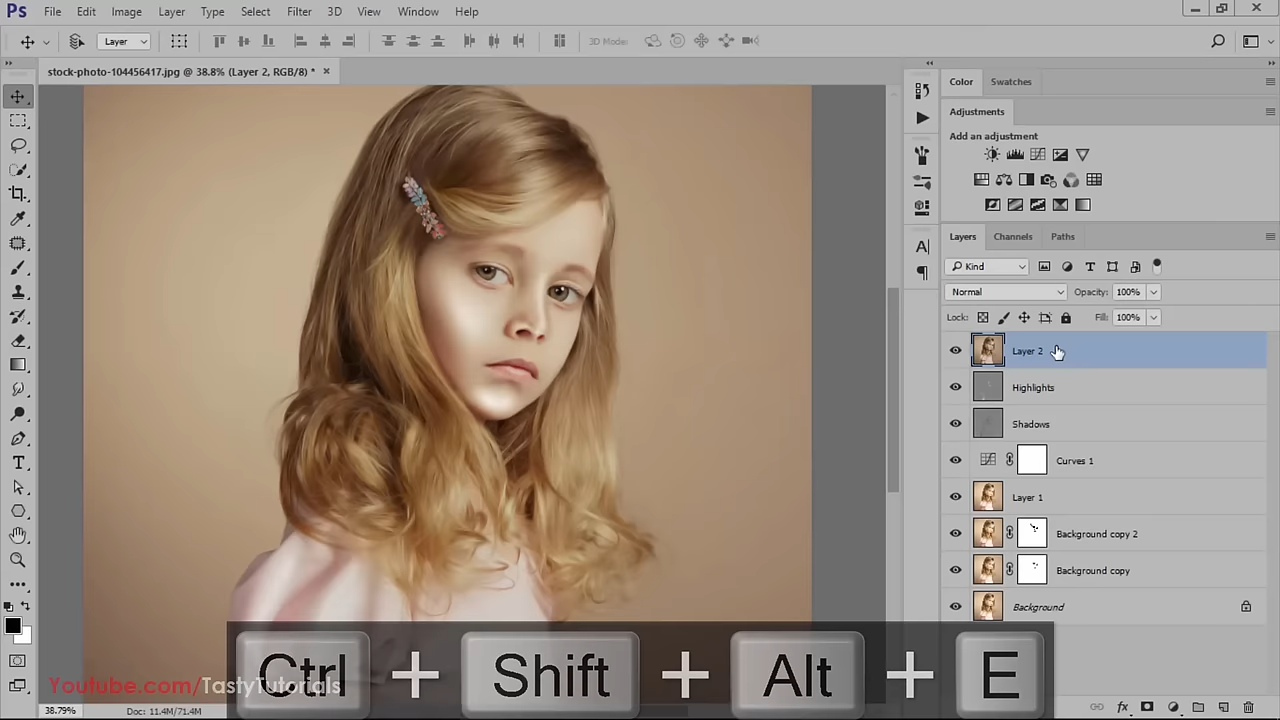 Ps File Edit Image Layer Type Select Filter 3D View Window Help
Layer 3D Mode:
stock-photo-104456417.jpg @ 38.8% (Layer 2, RGB/8) * ×
Color Swatches
Adjustments
Add an adjustment
Layers Channels Paths
Kind
Normal Opacity: 100%
Lock: Fill: 100%
Layer 2
Highlights
Shadows
Curves 1
Layer 1
Background copy 2
Background copy
Background
Ctrl + Shift + Alt + E
Youtube.com/TastyTutorials
38.79% Doc: 11.4M/71.4M